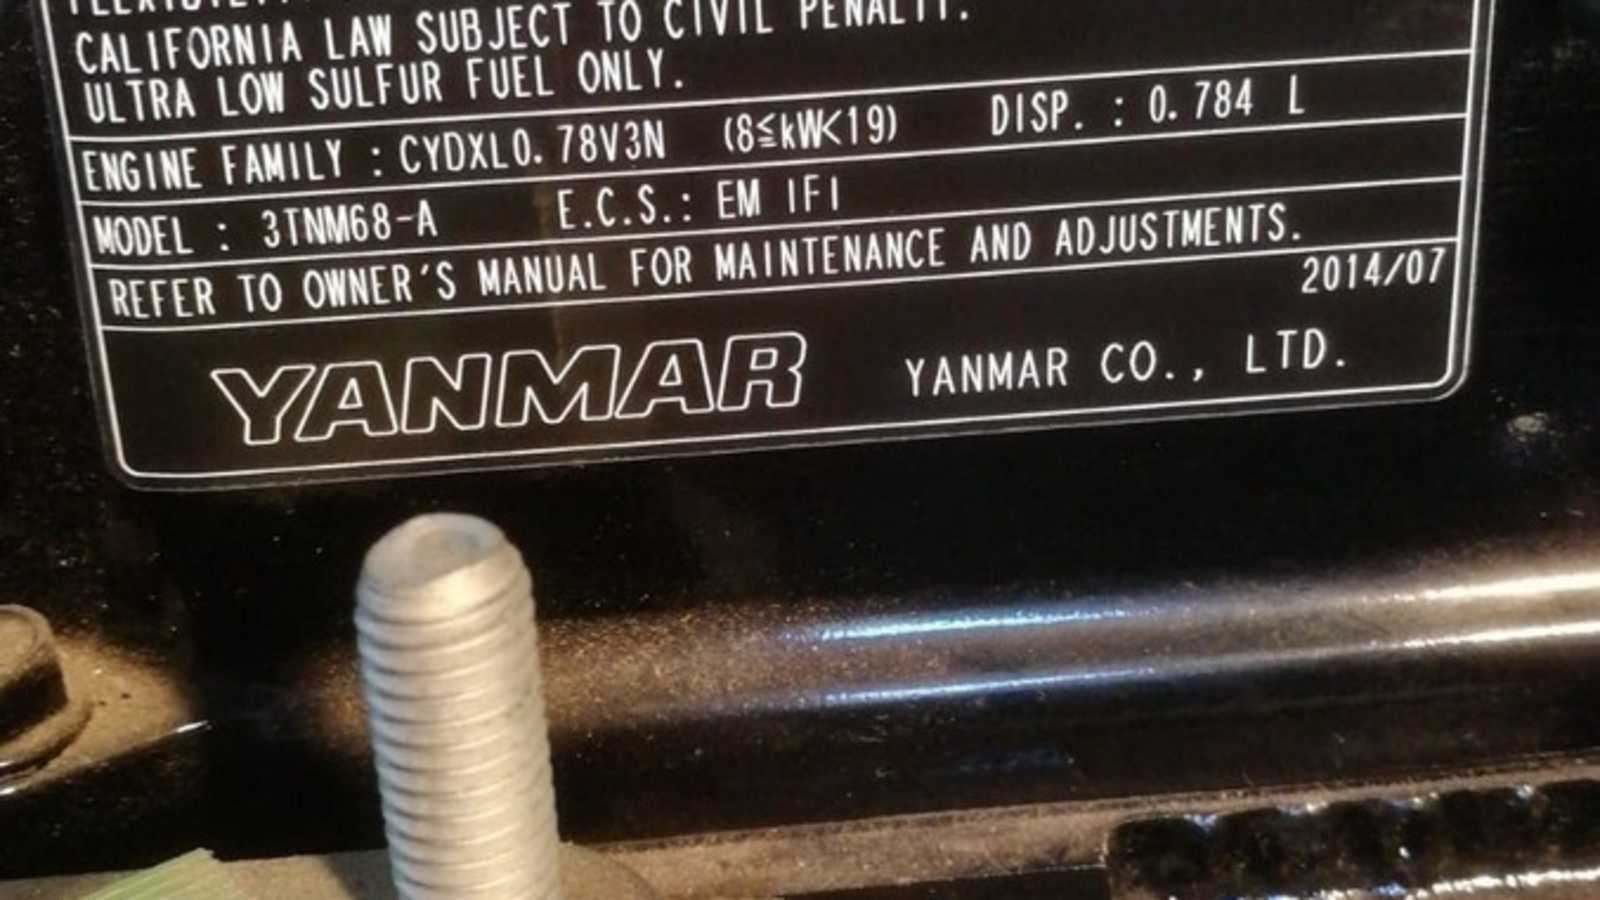 CALIFORNIA LAW SUBJECT TO CIVIL PENALTY.
ULTRA LOW SULFUR FUEL ONLY.
ENGINE FAMILY : CYDXL0.78V3N (8≦kW<19) DISP. : 0.784 L
MODEL : 3TNM68-A E.C.S.: EM IFI
REFER TO OWNER'S MANUAL FOR MAINTENANCE AND ADJUSTMENTS.
2014/07
YANMAR YANMAR CO., LTD.